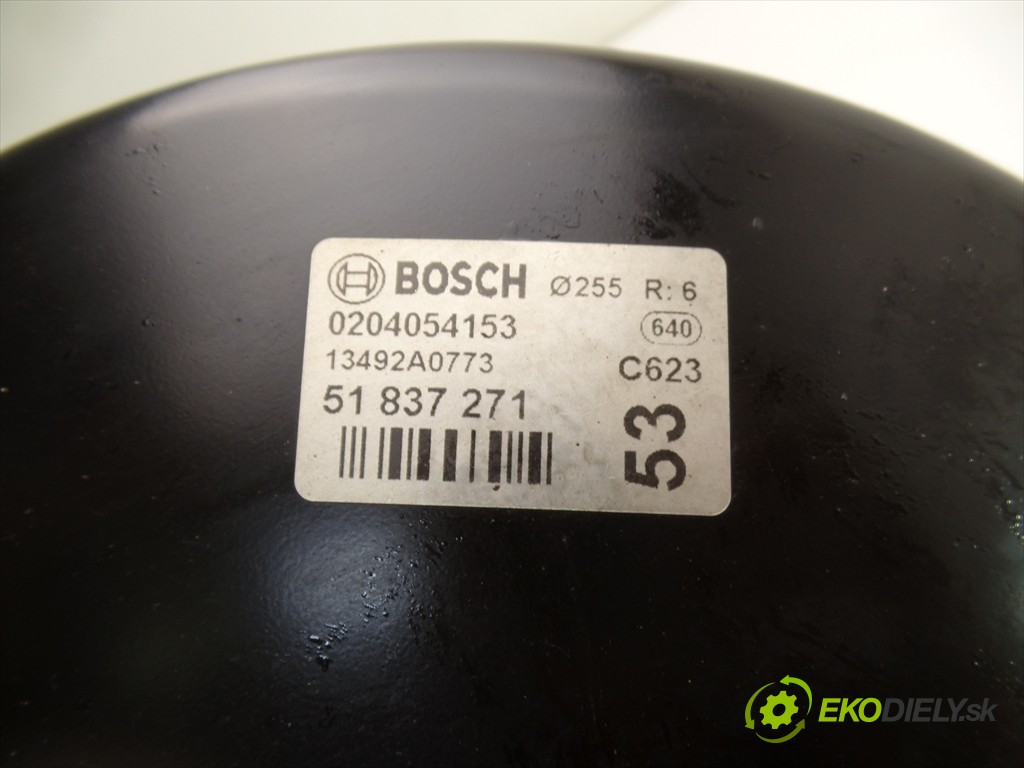 BOSCH Ø255 R: 6
0204054153 640
13492A0773 C623
51 837 271
53
EKODIELY.sk